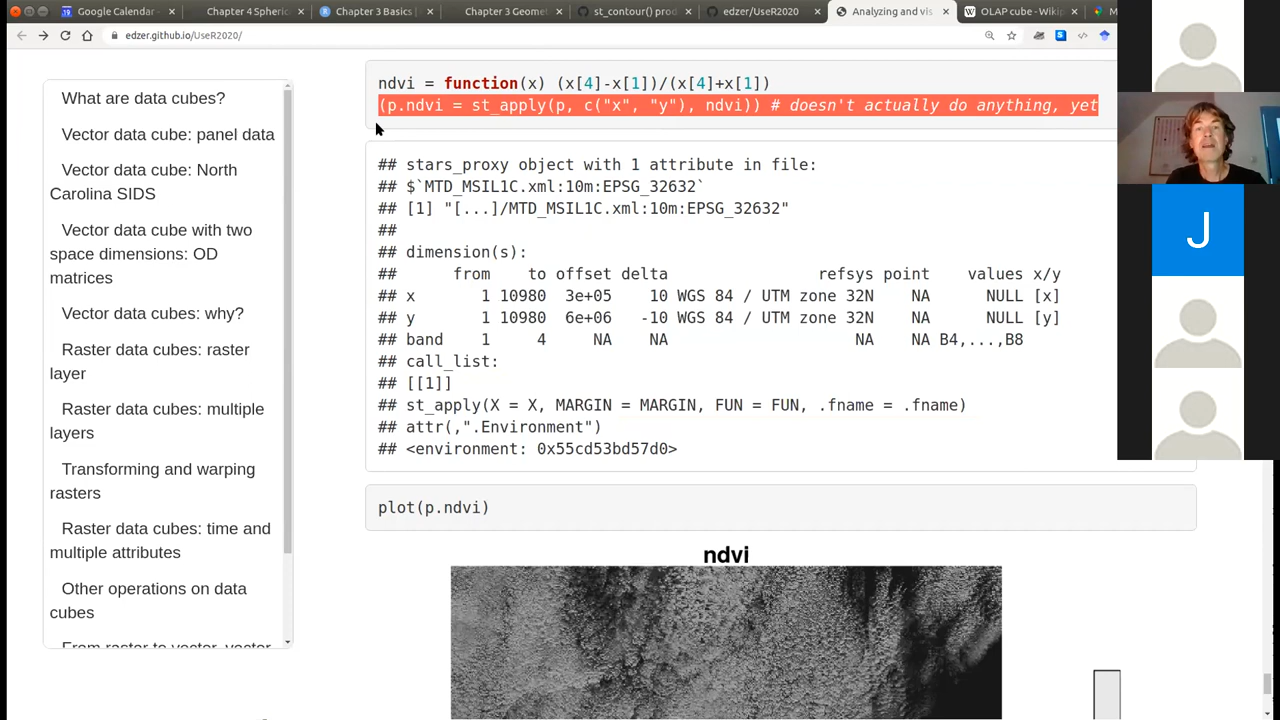 Google Calendar
Chapter 4 Spheric
Chapter 3 Basics |
Chapter 3 Geomet
st_contour() prod
edzer/UseR2020
Analyzing and vis
OLAP cube - Wikip
edzer.github.io/UseR2020/
What are data cubes?
Vector data cube: panel data
Vector data cube: North
Carolina SIDS
Vector data cube with two
space dimensions: OD
matrices
Vector data cubes: why?
Raster data cubes: raster
layer
Raster data cubes: multiple
layers
Transforming and warping
rasters
Raster data cubes: time and
multiple attributes
Other operations on data
cubes
From raster to vector, vector
ndvi = function(x) (x[4]-x[1])/(x[4]+x[1])
(p.ndvi = st_apply(p, c("x", "y"), ndvi)) # doesn't actually do anything, yet
## stars_proxy object with 1 attribute in file:
## $`MTD_MSIL1C.xml:10m:EPSG_32632`
## [1] "[...]/MTD_MSIL1C.xml:10m:EPSG_32632"
##
## dimension(s):
##      from    to offset delta                refsys point    values x/y
## x       1 10980  3e+05    10 WGS 84 / UTM zone 32N    NA      NULL [x]
## y       1 10980  6e+06   -10 WGS 84 / UTM zone 32N    NA      NULL [y]
## band    1     4     NA    NA                    NA    NA B4,...,B8
## call_list:
## [[1]]
## st_apply(X = X, MARGIN = MARGIN, FUN = FUN, .fname = .fname)
## attr(,".Environment")
## <environment: 0x55cd53bd57d0>
plot(p.ndvi)
ndvi
J